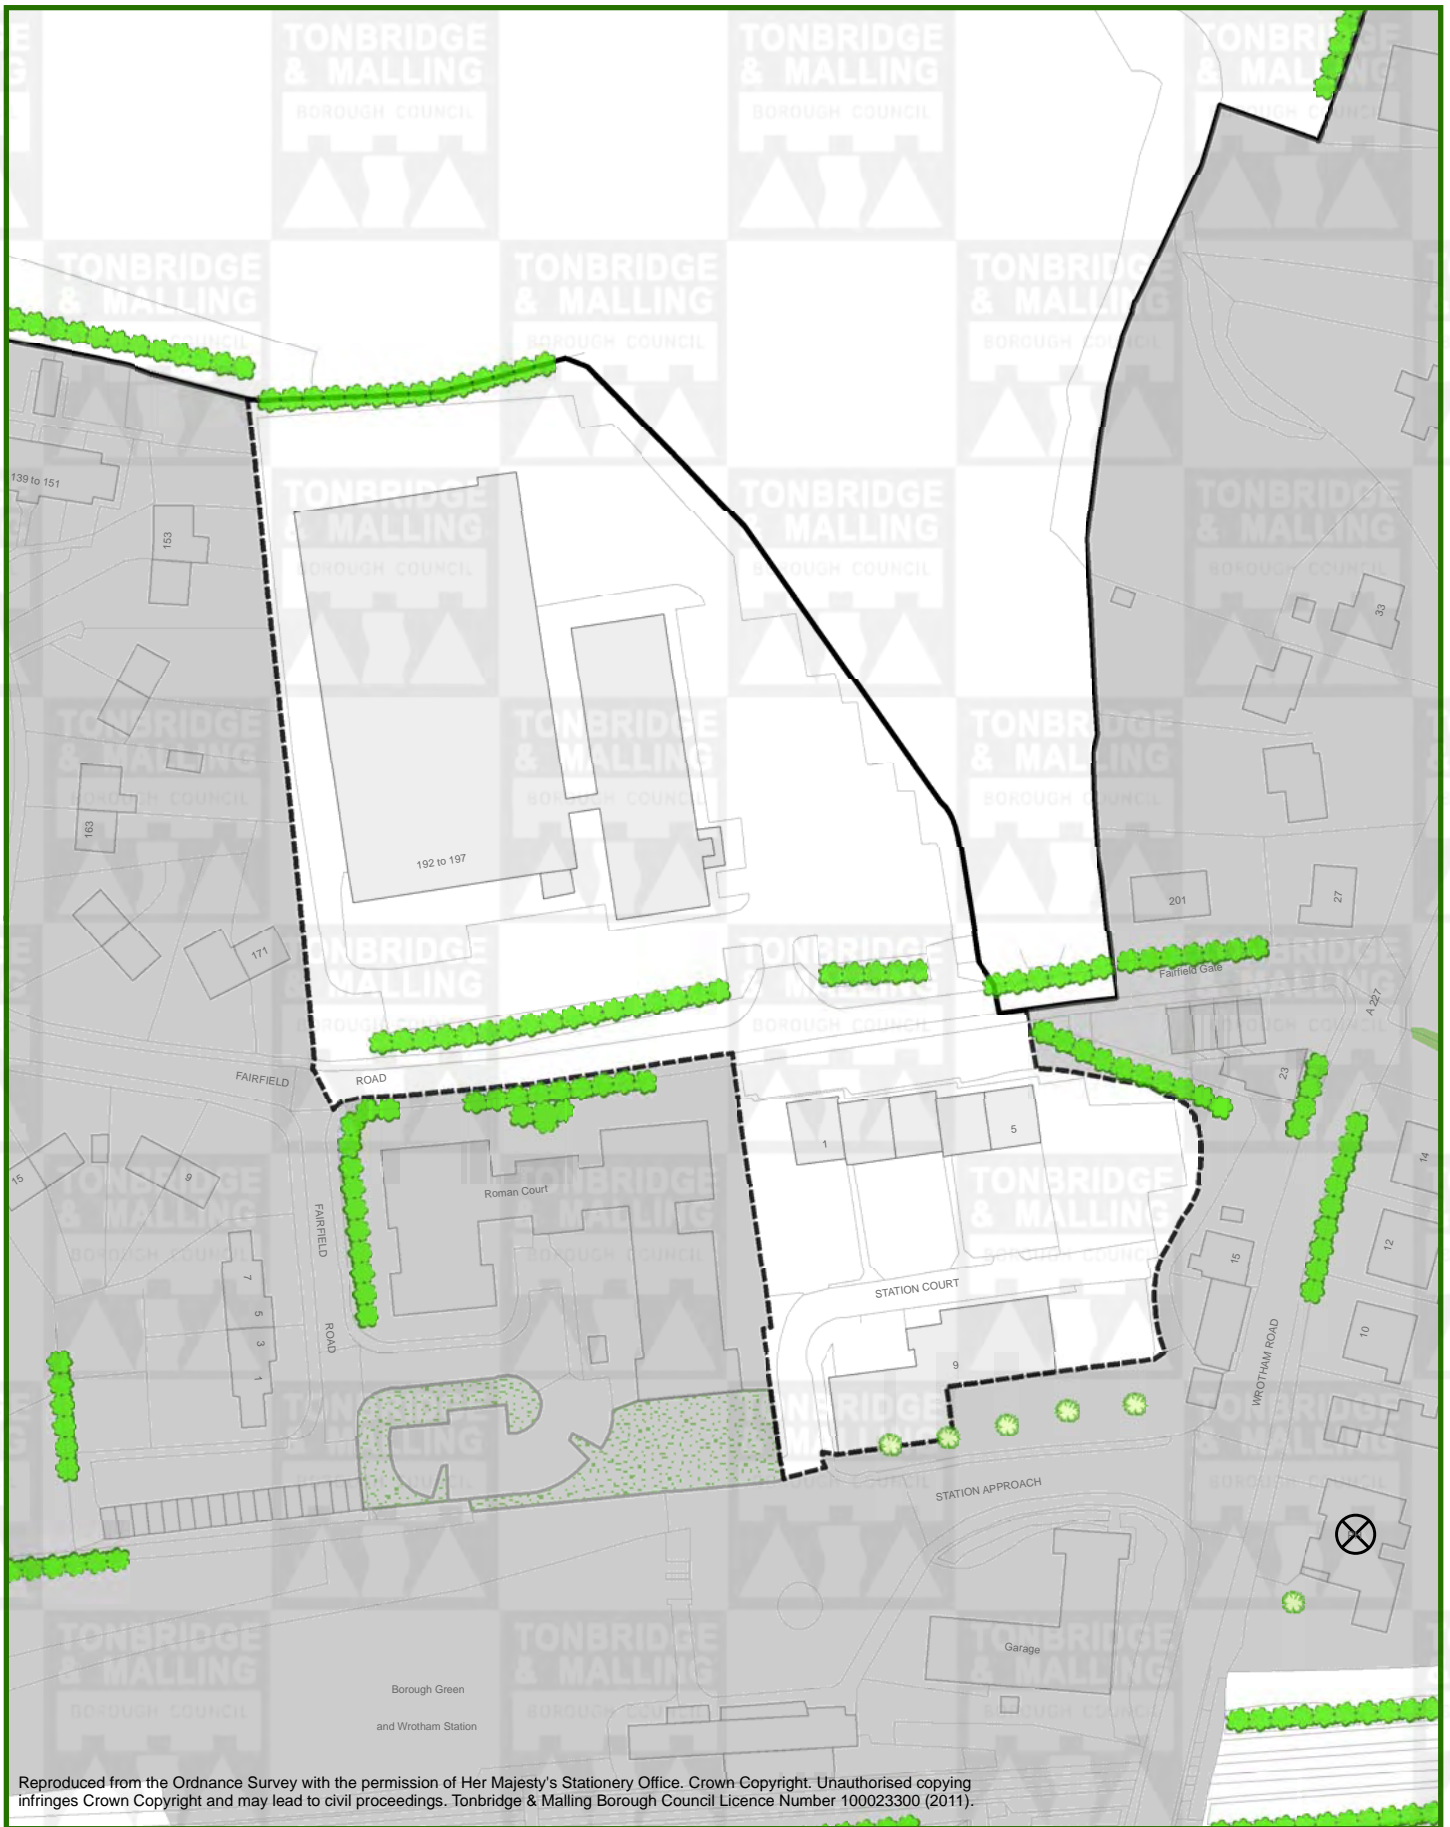 TONBRIDGE
& MALLING
BOROUGH COUNCIL
139 to 151
153
33
163
192 to 197
201
27
171
Fairfield Gate
A 227
FAIRFIELD
ROAD
23
1
5
14
15
9
Roman Court
FAIRFIELD
ROAD
7
5
3
1
STATION COURT
15
12
10
9
WROTHAM ROAD
STATION APPROACH
Garage
Borough Green
and Wrotham Station
Reproduced from the Ordnance Survey with the permission of Her Majesty's Stationery Office. Crown Copyright. Unauthorised copying
infringes Crown Copyright and may lead to civil proceedings. Tonbridge & Malling Borough Council Licence Number 100023300 (2011).